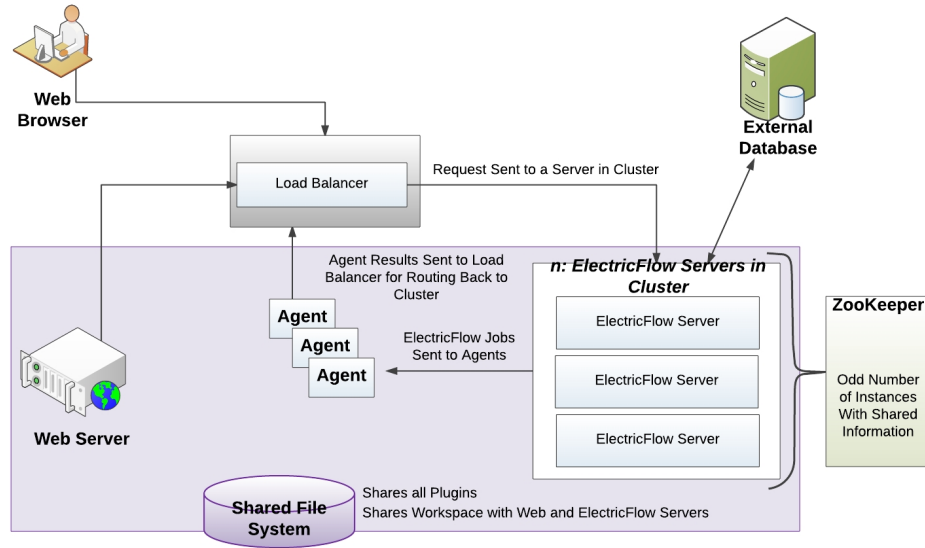 Web
Browser
External
Database
Load Balancer
Request Sent to a Server in Cluster
Agent Results Sent to Load
Balancer for Routing Back to
Cluster
n: ElectricFlow Servers in
Cluster
ElectricFlow Server
ElectricFlow Server
ElectricFlow Server
Agent
Agent
Agent
ElectricFlow Jobs
Sent to Agents
ZooKeeper
Odd Number
of Instances
With Shared
Information
Web Server
Shared File
System
Shares all Plugins
Shares Workspace with Web and ElectricFlow Servers